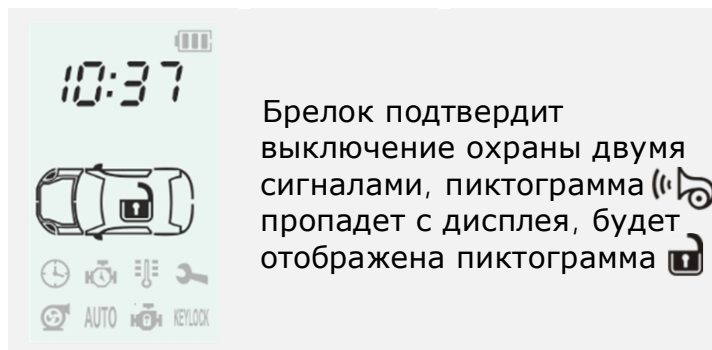 10:37
Брелок подтвердит
выключение охраны двумя
сигналами, пиктограмма
пропадет с дисплея, будет
отображена пиктограмма
AUTO KEYLOCK